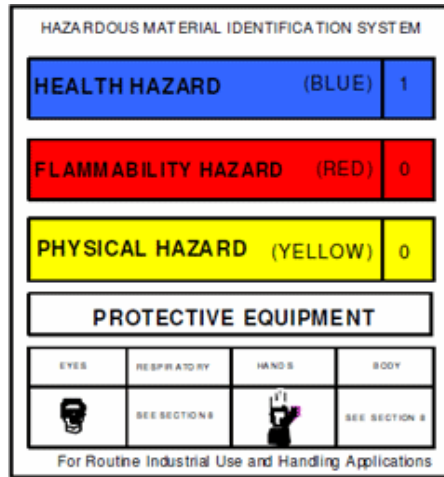 HAZARDOUS MATERIAL IDENTIFICATION SYSTEM
HEALTH HAZARD (BLUE) 1
FLAMMABILITY HAZARD (RED) 0
PHYSICAL HAZARD (YELLOW) 0
PROTECTIVE EQUIPMENT
EYES RESPIRATORY HANDS BODY
SEE SECTION 8 SEE SECTION 8
For Routine Industrial Use and Handling Applications